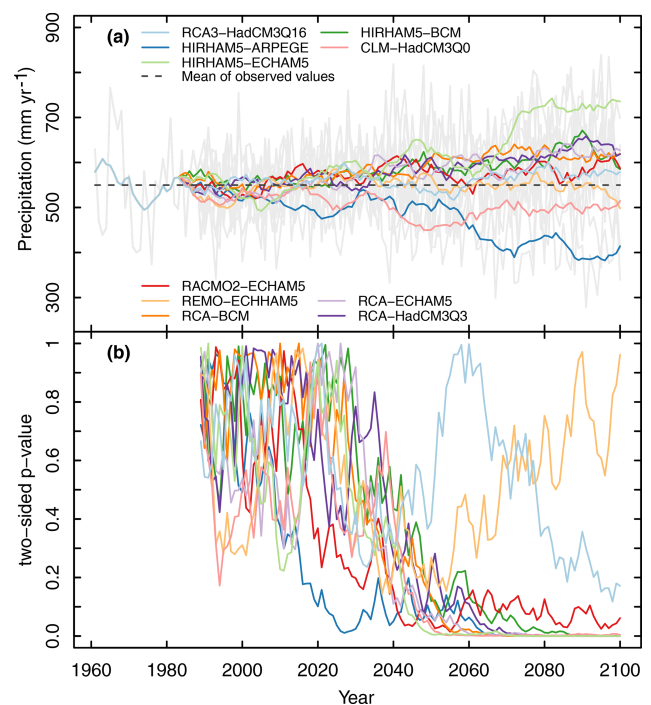 (a)
RCA3−HadCM3Q16
HIRHAM5−BCM
HIRHAM5−ARPEGE
CLM−HadCM3Q0
HIRHAM5−ECHAM5
Mean of observed values
Precipitation (mm yr⁻¹)
900
700
500
300
RACMO2−ECHAM5
REMO−ECHHAM5
RCA−ECHAM5
RCA−BCM
RCA−HadCM3Q3
(b)
two−sided p−value
1
0.8
0.6
0.4
0.2
0.0
1960 1980 2000 2020 2040 2060 2080 2100
Year